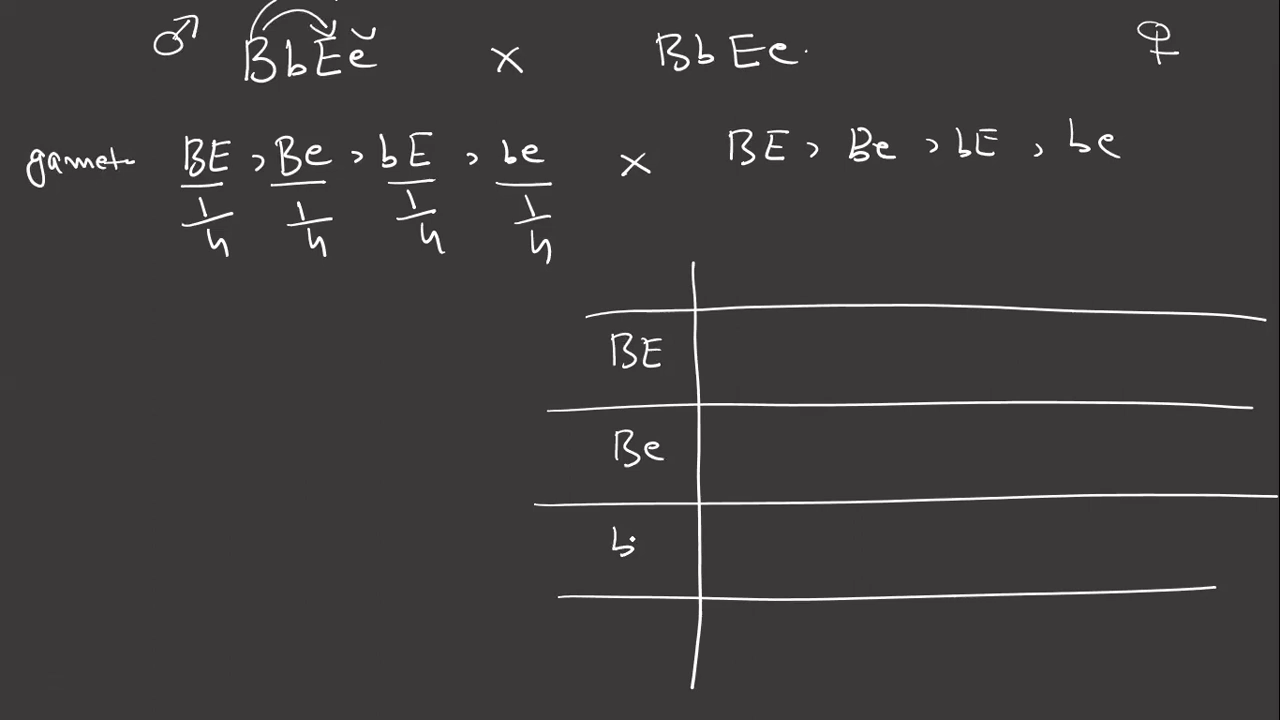 ♂ BbEe x BbEe ♀
gamete BE, Be, bE, be x BE, Be, bE, be
1/4 1/4 1/4 1/4
BE
Be
b